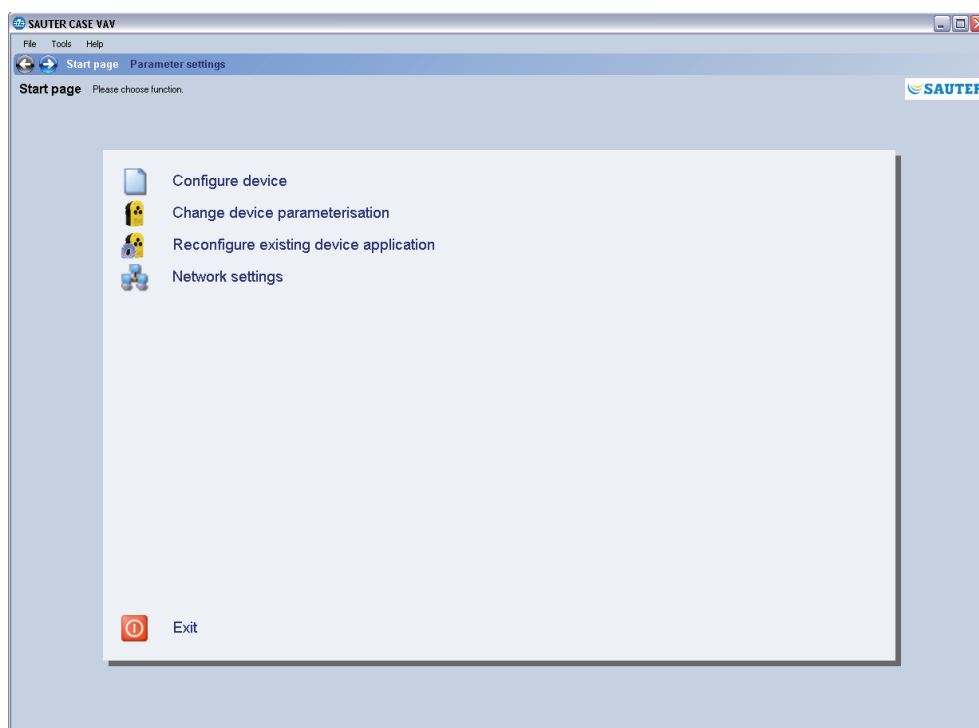 SAUTER CASE VAV
File Tools Help
Start page Parameter settings
Start page Please choose function.
SAUTER
Configure device
Change device parameterisation
Reconfigure existing device application
Network settings
Exit